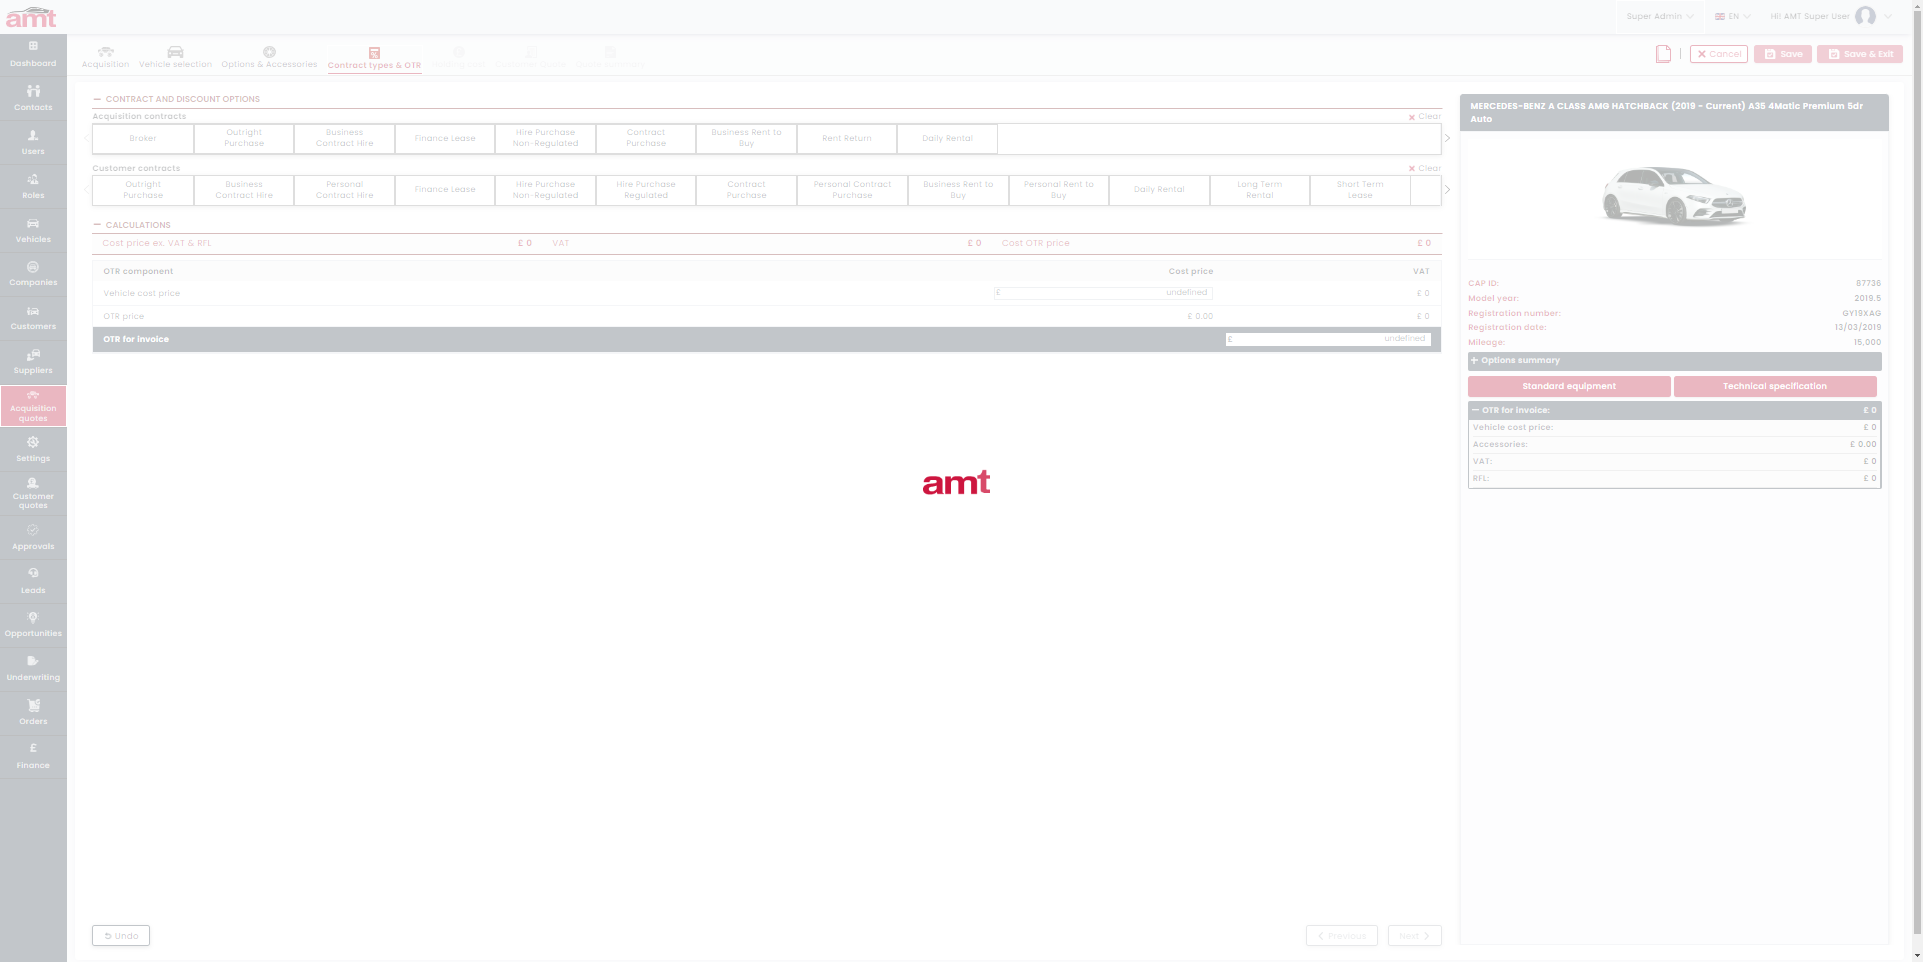 amt
Super Admin
EN
Hi! AMT Super User
Dashboard
Contacts
Users
Roles
Vehicles
Companies
Customers
Suppliers
Acquisition
quotes
Settings
Customer
quotes
Approvals
Leads
Opportunities
Underwriting
Orders
£
Finance
Acquisition
Vehicle selection
Options & Accessories
Contract types & OTR
Cancel
Save
Save & Exit
CONTRACT AND DISCOUNT OPTIONS
Acquisition contracts
Clear
Broker
Outright
Purchase
Business
Contract Hire
Finance Lease
Hire Purchase
Non-Regulated
Contract
Purchase
Business Rent to
Buy
Rent Return
Daily Rental
Customer contracts
Clear
Outright
Purchase
Business
Contract Hire
Personal
Contract Hire
Finance Lease
Hire Purchase
Non-Regulated
Hire Purchase
Regulated
Contract
Purchase
Personal Contract
Purchase
Business Rent to
Buy
Personal Rent to
Buy
Daily Rental
Long Term
Rental
Short Term
Lease
CALCULATIONS
Cost price ex. VAT & RFL £ 0 VAT £ 0 Cost OTR price £ 0
OTR component Cost price VAT
Vehicle cost price £ undefined £ 0
OTR price £ 0.00 £ 0
OTR for invoice £ undefined
amt
Undo
Previous
Next
MERCEDES-BENZ A CLASS AMG HATCHBACK (2019 - Current) A35 4Matic Premium 5dr
Auto
CAP ID: 87736
Model year: 2019.5
Registration number: GY19XAG
Registration date: 13/03/2019
Mileage: 15,000
+ Options summary
Standard equipment
Technical specification
OTR for invoice: £ 0
Vehicle cost price: £ 0
Accessories: £ 0.00
VAT: £ 0
RFL: £ 0